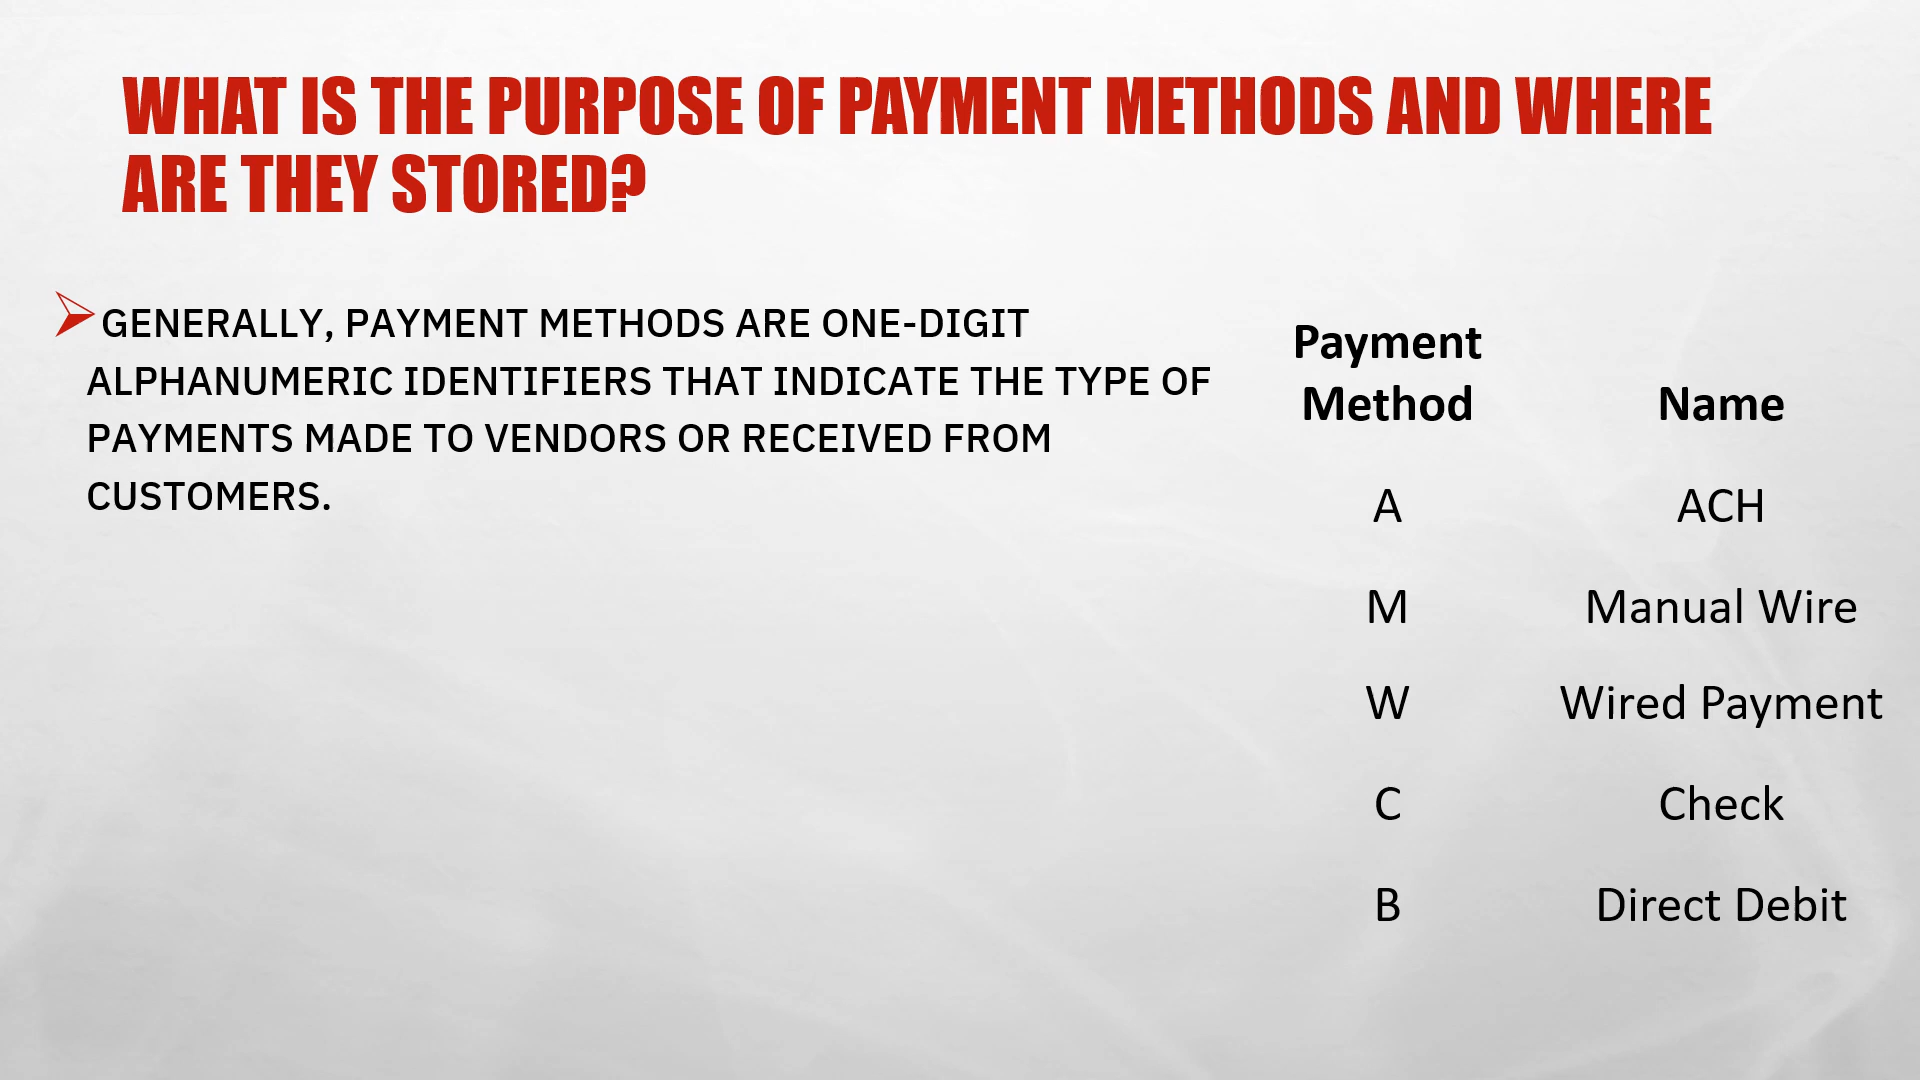 WHAT IS THE PURPOSE OF PAYMENT METHODS AND WHERE
ARE THEY STORED?
GENERALLY, PAYMENT METHODS ARE ONE-DIGIT
ALPHANUMERIC IDENTIFIERS THAT INDICATE THE TYPE OF
PAYMENTS MADE TO VENDORS OR RECEIVED FROM
CUSTOMERS.
Payment
Method Name
A ACH
M Manual Wire
W Wired Payment
C Check
B Direct Debit